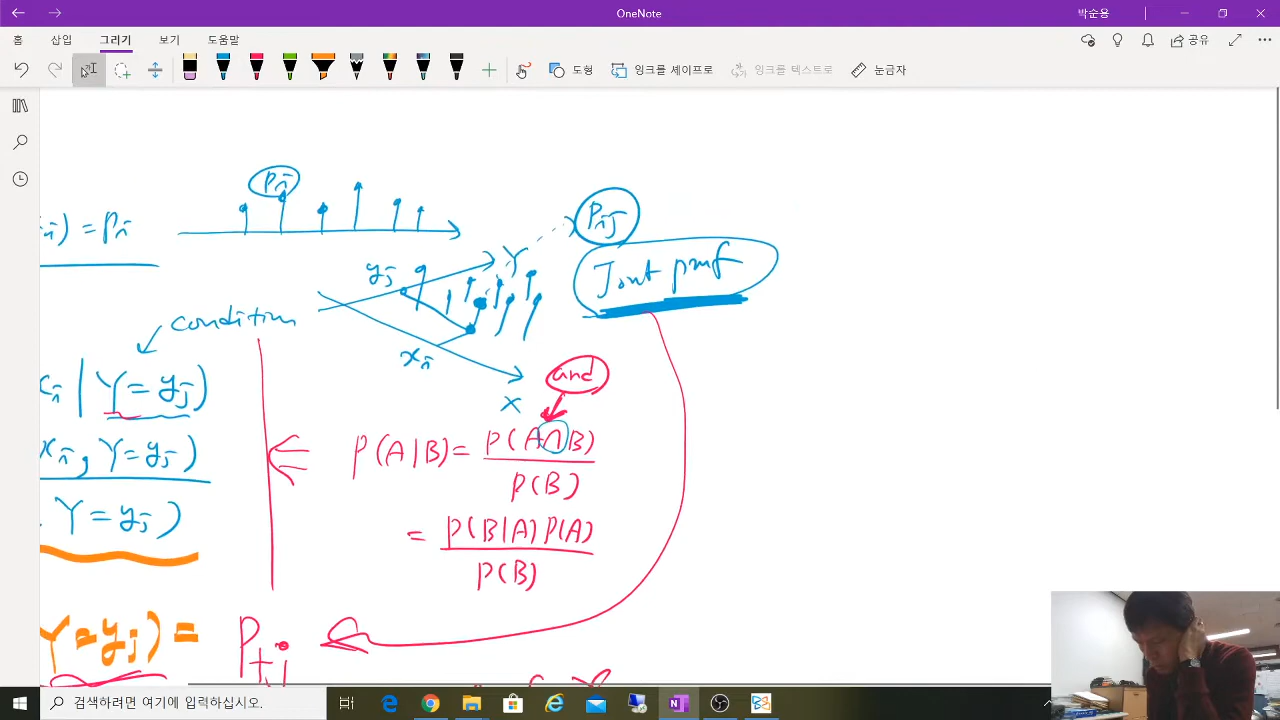 OneNote
박순용
홈 삽입 그리기 보기 도움말
공유
도형
잉크를 셰이프로
잉크를 텍스트로
눈금자
) = pᵢ
pᵢ
pᵢⱼ
Joint pmf
yⱼ
Y
xᵢ
X
condition
and
| Y = yⱼ)
xᵢ, Y = yⱼ)
Y = yⱼ)
P(A|B) = P(A∩B)
P(B)
= P(B|A) P(A)
P(B)
Y=yⱼ) = P+j
검색하려면 여기에 입력하십시오.